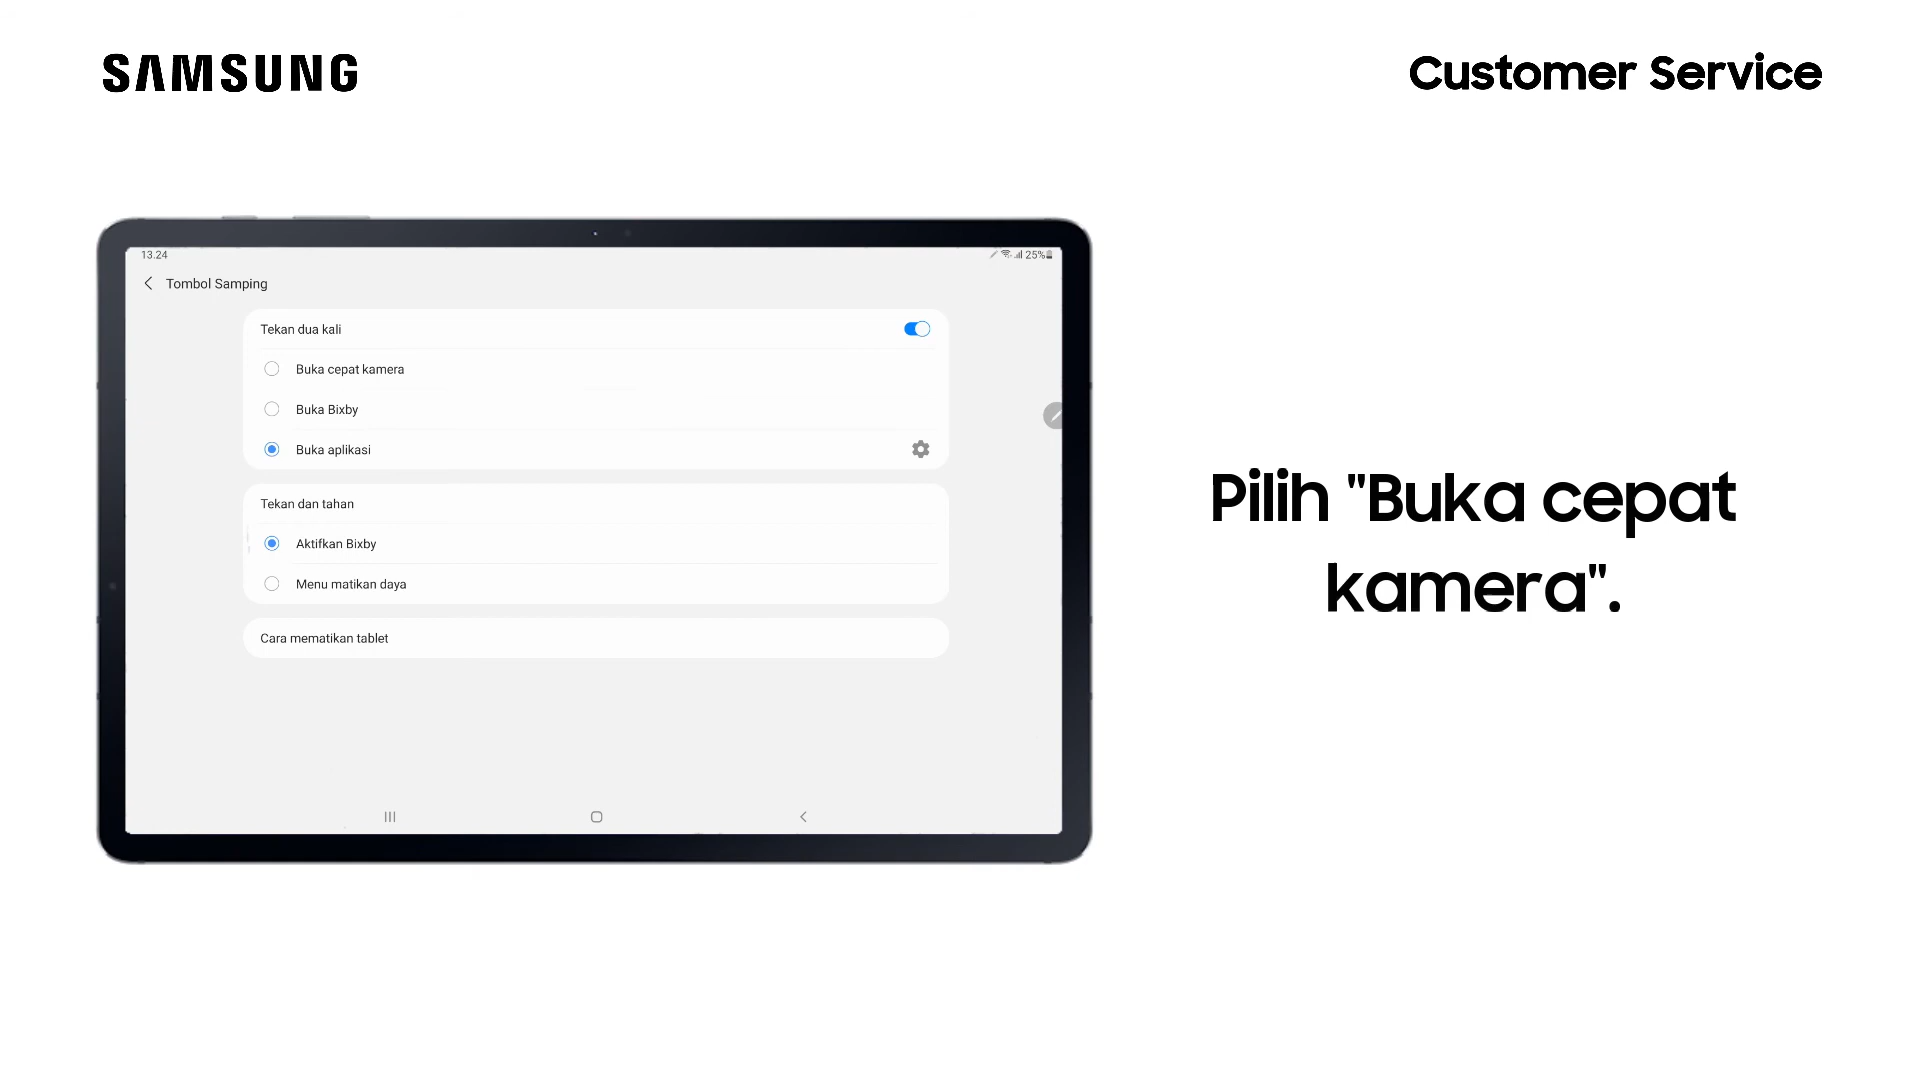 SAMSUNG
Customer Service
13.24
25%
Tombol Samping
Tekan dua kali
Buka cepat kamera
Buka Bixby
Buka aplikasi
Tekan dan tahan
Aktifkan Bixby
Menu matikan daya
Cara mematikan tablet
Pilih "Buka cepat
kamera".